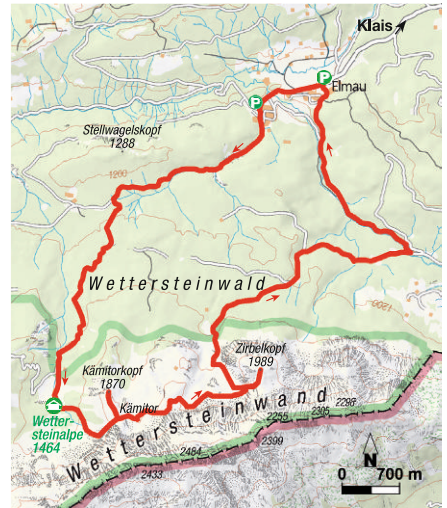 Klais
P
Elmau
P
Stellwagelskopf
1288
1200
Wettersteinwald
Zirbelkopf
1989
Kämitorkopf
1870
Kämitor
Wetter-
steinalpe
1464
Wettersteinwand
2298
2305
2255
2399
2484
2433
N
0 700 m